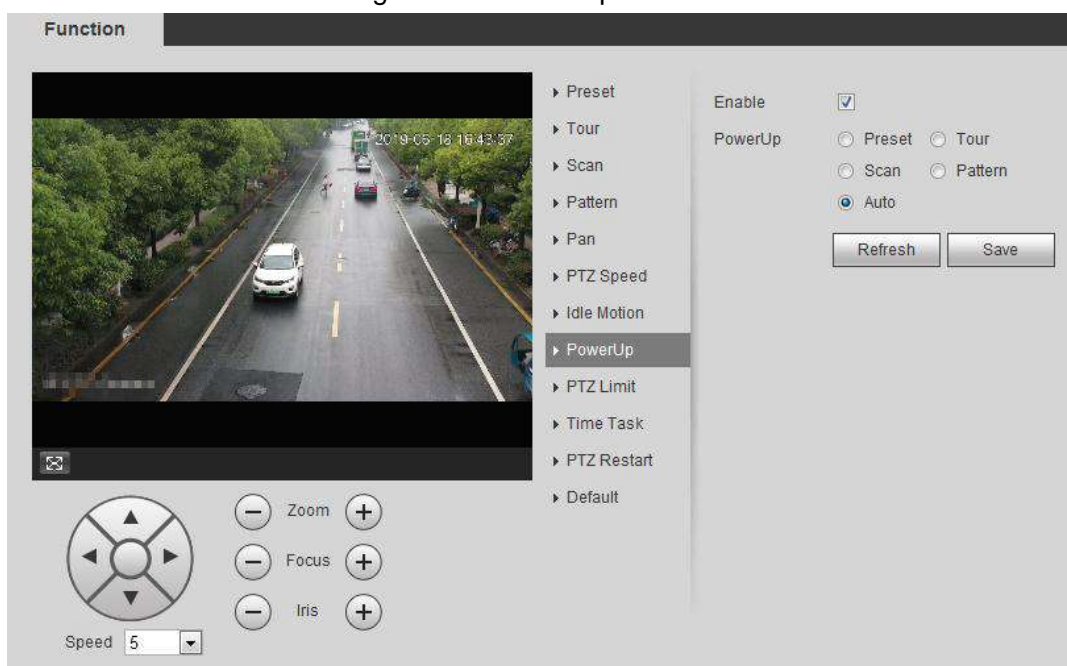 Function
2019-05-18 16:43:37
Preset
Tour
Scan
Pattern
Pan
PTZ Speed
Idle Motion
PowerUp
PTZ Limit
Time Task
PTZ Restart
Default
Enable
PowerUp
Preset Tour
Scan Pattern
Auto
Refresh Save
Zoom
Focus
Iris
Speed 5